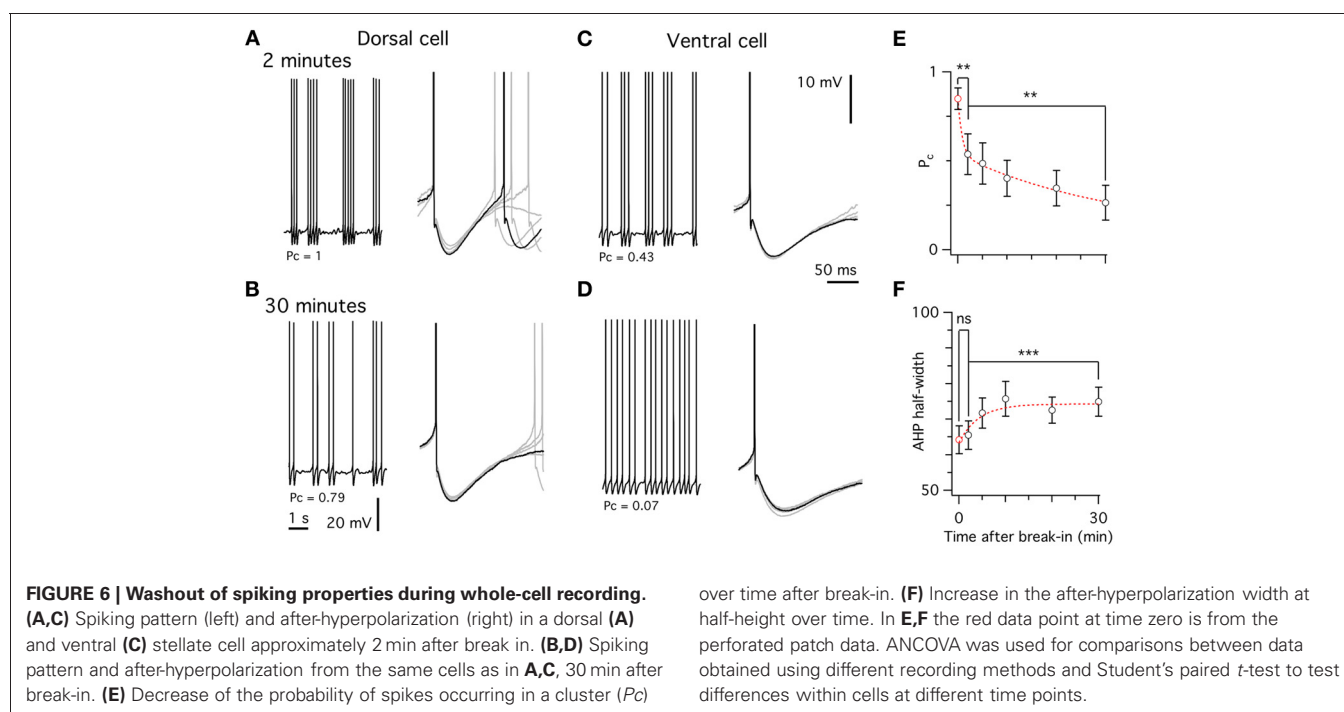 A
Dorsal cell
C
Ventral cell
E
2 minutes
10 mV
1
**
**
Pc
0
Pc = 1
Pc = 0.43
50 ms
B
30 minutes
D
F
100
ns
***
AHP half-width
50
Pc = 0.79
1 s
20 mV
Pc = 0.07
0
30
Time after break-in (min)
FIGURE 6 | Washout of spiking properties during whole-cell recording.
(A,C) Spiking pattern (left) and after-hyperpolarization (right) in a dorsal (A)
and ventral (C) stellate cell approximately 2 min after break in. (B,D) Spiking
pattern and after-hyperpolarization from the same cells as in A,C, 30 min after
break-in. (E) Decrease of the probability of spikes occurring in a cluster (Pc)
over time after break-in. (F) Increase in the after-hyperpolarization width at
half-height over time. In E,F the red data point at time zero is from the
perforated patch data. ANCOVA was used for comparisons between data
obtained using different recording methods and Student's paired t-test to test
differences within cells at different time points.